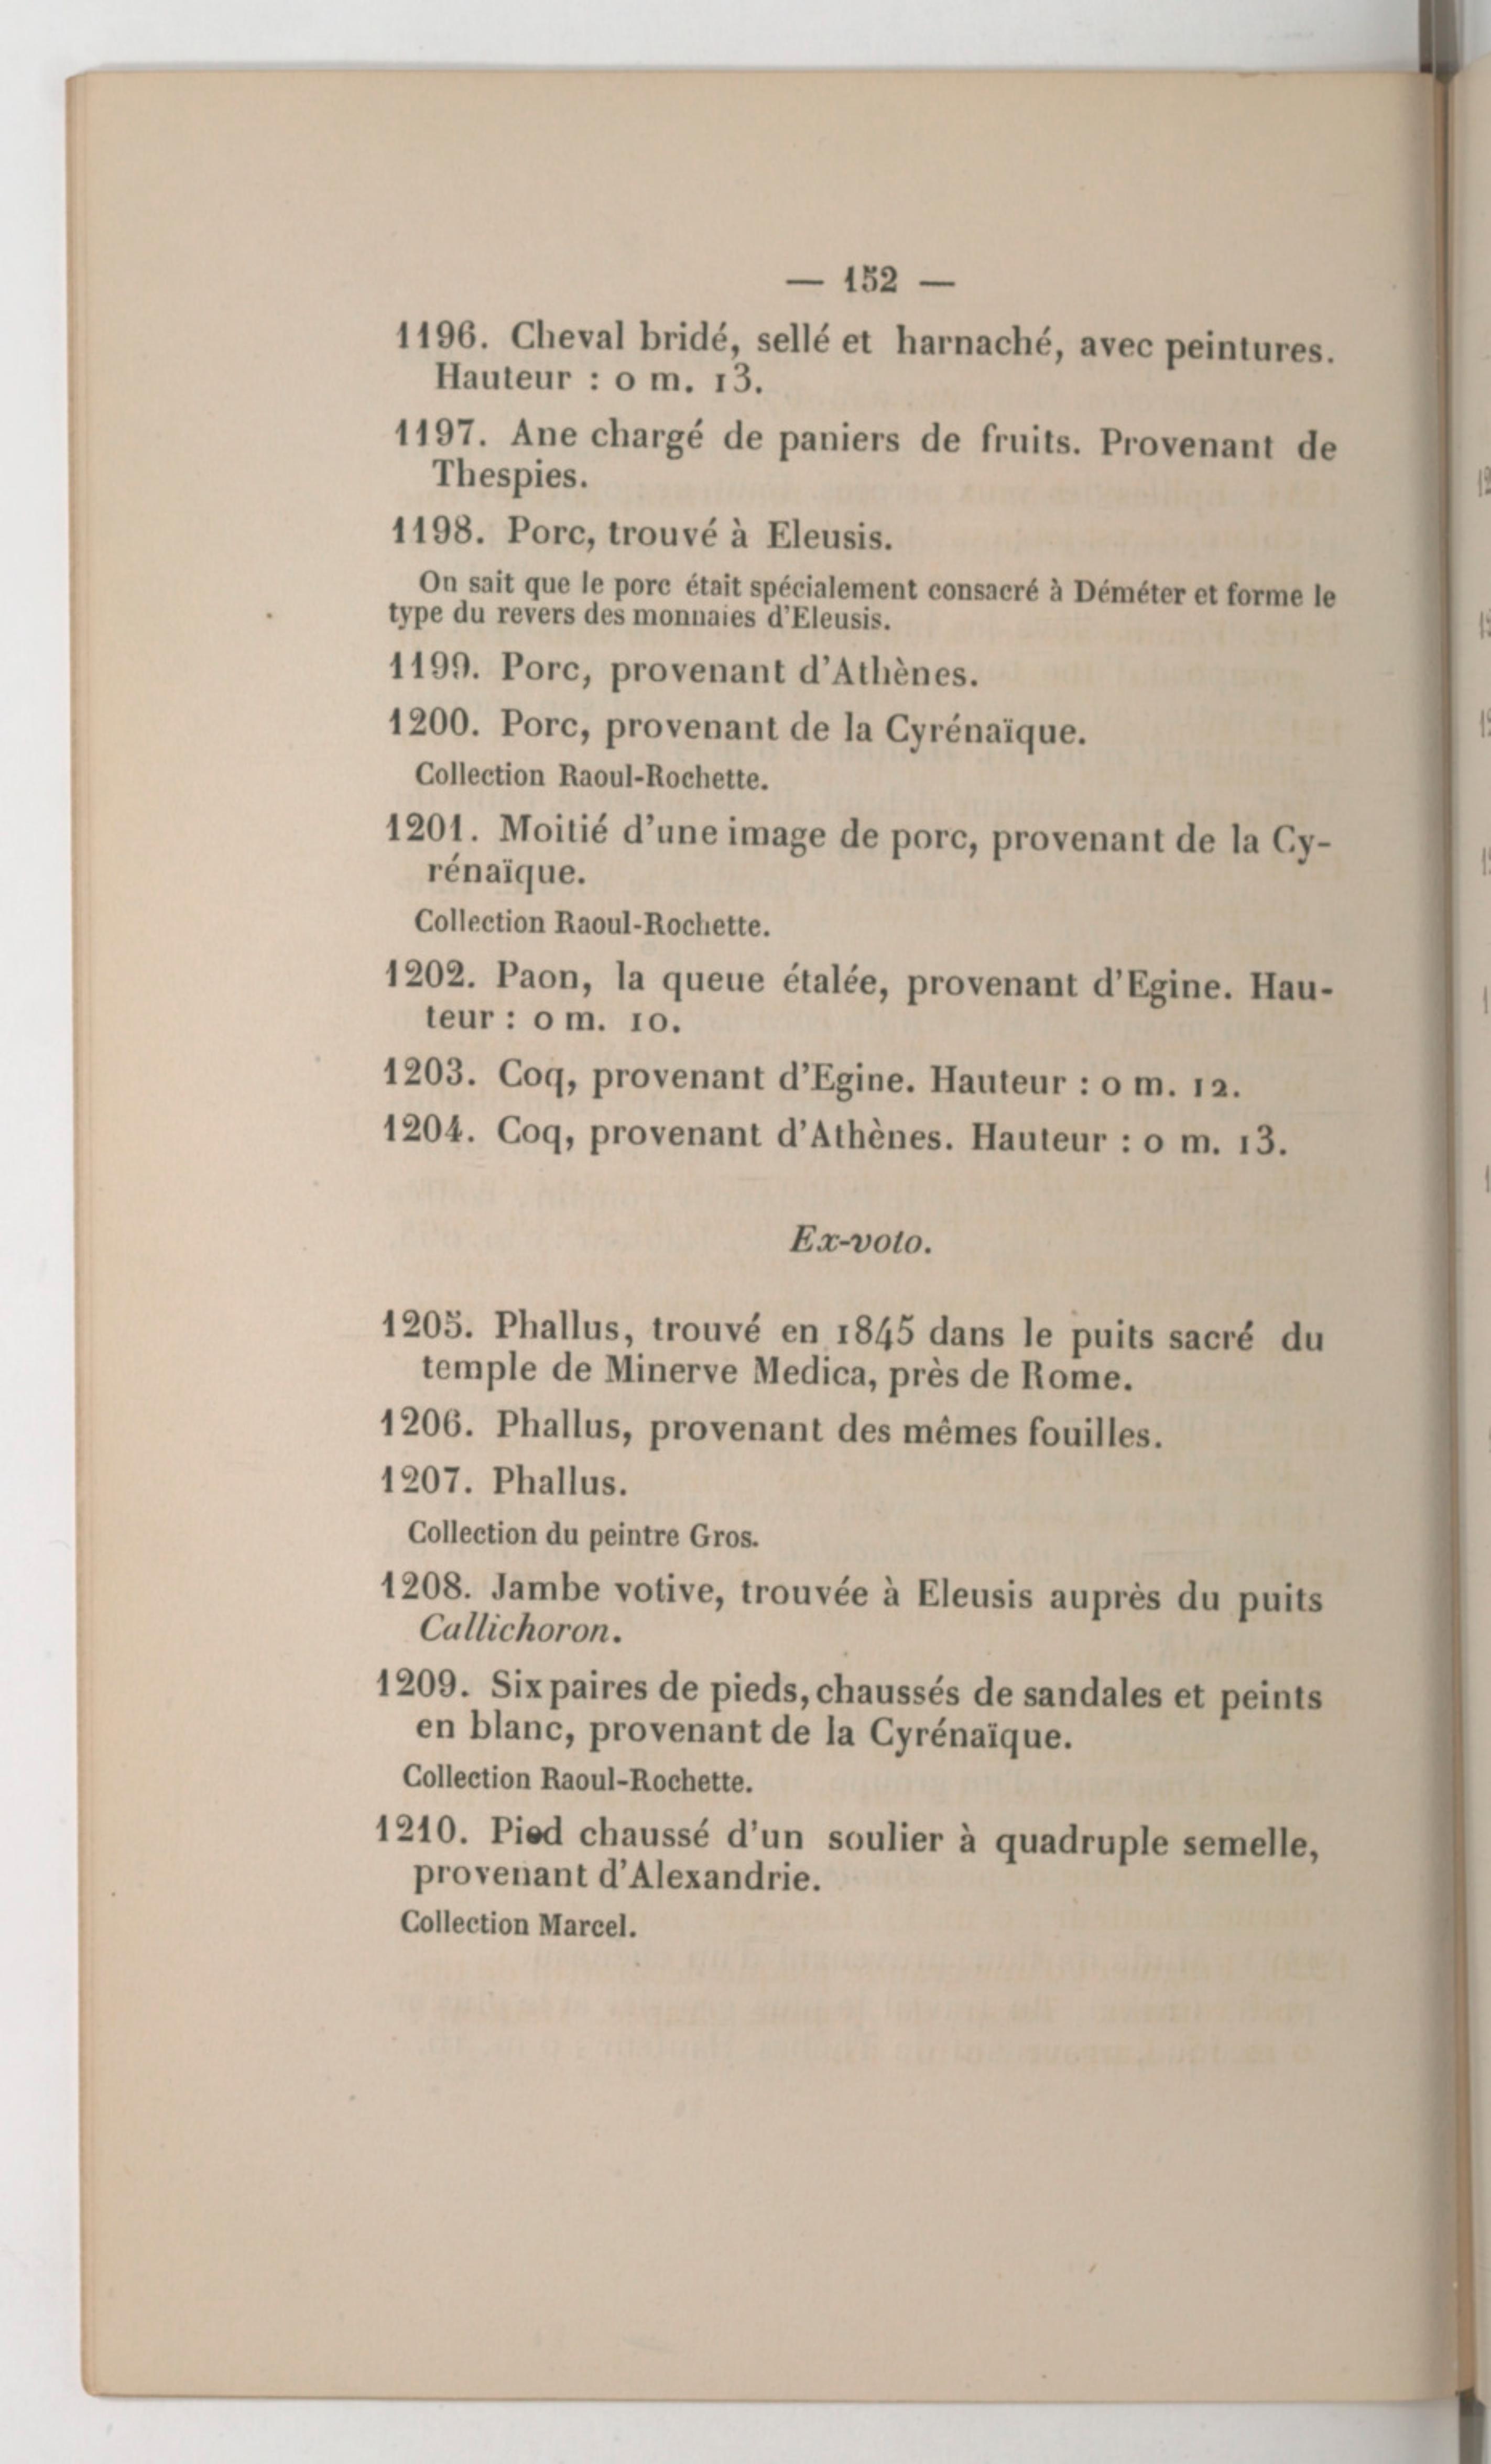 — 152 —
1196. Cheval bridé, sellé et harnaché, avec peintures.
Hauteur : 0 m. 13.
1197. Ane chargé de paniers de fruits. Provenant de
Thespies.
1198. Porc, trouvé à Eleusis.
On sait que le porc était spécialement consacré à Déméter et forme le
type du revers des monnaies d'Eleusis.
1199. Porc, provenant d'Athènes.
1200. Porc, provenant de la Cyrénaïque.
Collection Raoul-Rochette.
1201. Moitié d'une image de porc, provenant de la Cy-
rénaïque.
Collection Raoul-Rochette.
1202. Paon, la queue étalée, provenant d'Egine. Hau-
teur : 0 m. 10.
1203. Coq, provenant d'Egine. Hauteur : 0 m. 12.
1204. Coq, provenant d'Athènes. Hauteur : 0 m. 13.
Ex-voto.
1205. Phallus, trouvé en 1845 dans le puits sacré du
temple de Minerve Medica, près de Rome.
1206. Phallus, provenant des mêmes fouilles.
1207. Phallus.
Collection du peintre Gros.
1208. Jambe votive, trouvée à Eleusis auprès du puits
Callichoron.
1209. Six paires de pieds, chaussés de sandales et peints
en blanc, provenant de la Cyrénaïque.
Collection Raoul-Rochette.
1210. Pied chaussé d'un soulier à quadruple semelle,
provenant d'Alexandrie.
Collection Marcel.